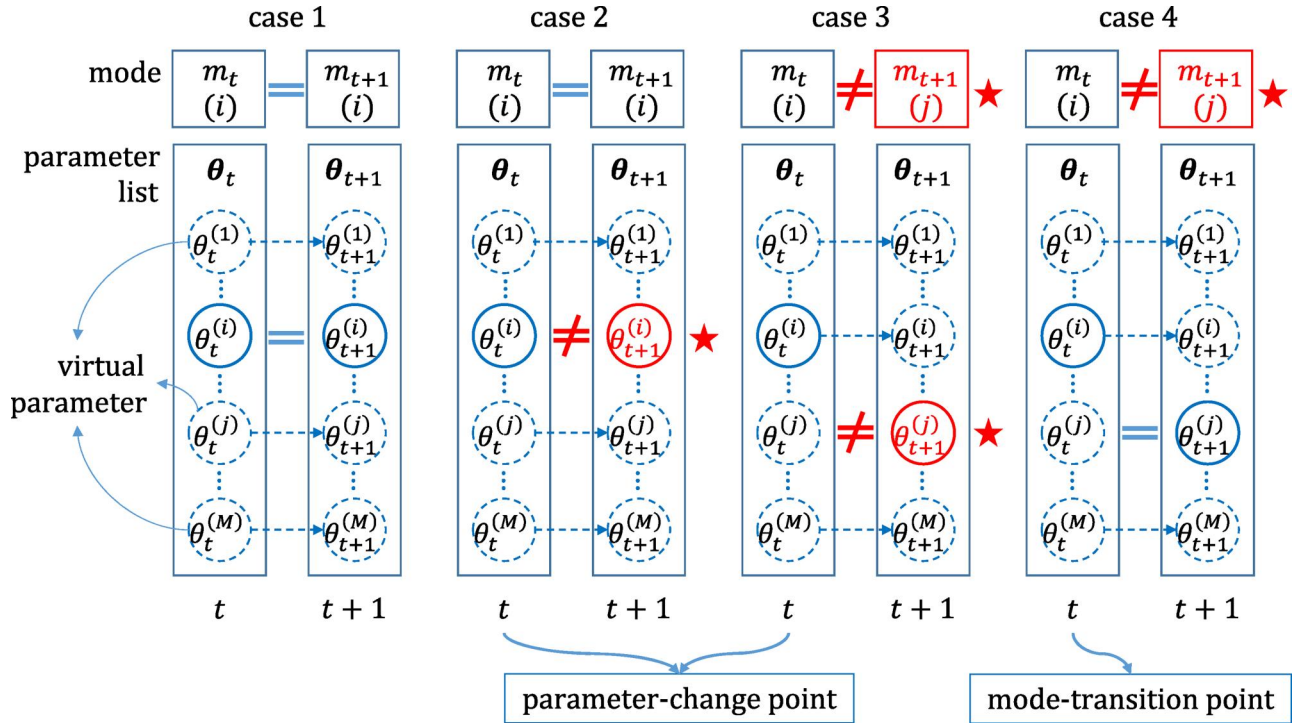 case 1 case 2 case 3 case 4
mode
m_t = m_{t+1} m_t = m_{t+1} m_t ≠ m_{t+1} ★ m_t ≠ m_{t+1} ★
(i) (i) (i) (i) (i) (j) (i) (j)
parameter
list
θ_t θ_{t+1} θ_t θ_{t+1} θ_t θ_{t+1} θ_t θ_{t+1}
θ_t^{(1)} θ_{t+1}^{(1)} θ_t^{(1)} θ_{t+1}^{(1)} θ_t^{(1)} θ_{t+1}^{(1)} θ_t^{(1)} θ_{t+1}^{(1)}
θ_t^{(i)} = θ_{t+1}^{(i)} θ_t^{(i)} ≠ θ_{t+1}^{(i)} ★ θ_t^{(i)} θ_{t+1}^{(i)} θ_t^{(i)} θ_{t+1}^{(i)}
virtual
parameter
θ_t^{(j)} θ_{t+1}^{(j)} θ_t^{(j)} θ_{t+1}^{(j)} θ_t^{(j)} ≠ θ_{t+1}^{(j)} ★ θ_t^{(j)} = θ_{t+1}^{(j)}
θ_t^{(M)} θ_{t+1}^{(M)} θ_t^{(M)} θ_{t+1}^{(M)} θ_t^{(M)} θ_{t+1}^{(M)} θ_t^{(M)} θ_{t+1}^{(M)}
t t + 1 t t + 1 t t + 1 t t + 1
parameter-change point mode-transition point